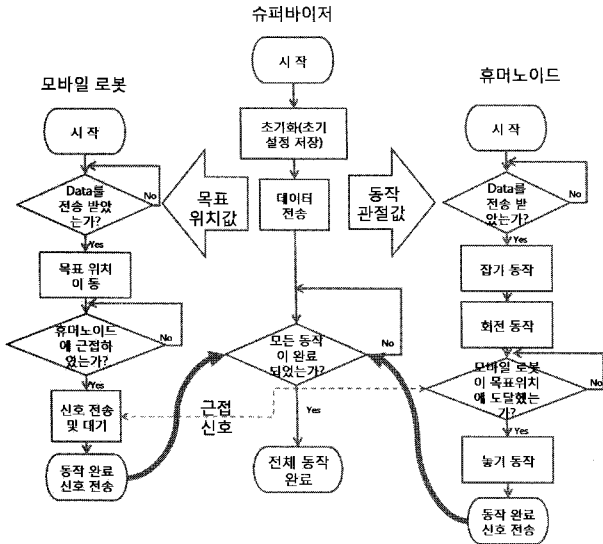 슈퍼바이저
시 작
초기화(초기
설정 저장)
데이터
전송
모든 동작
이 완료
되었는가?
No
Yes
전체 동작
완료
모바일 로봇
시 작
Data를
전송 받았
는가?
No
Yes
목표 위치
이 동
휴머노이드
에 근접하
였는가?
No
Yes
신호 전송
및 대기
동작 완료
신호 전송
목표
위치값
동작
관절값
근접
신호
휴머노이드
시 작
Data를
전송 받
았는가?
No
Yes
잡기 동작
회전 동작
모바일 로봇
이 목표위치
에 도달했는
가?
No
Yes
놓기 동작
동작 완료
신호 전송